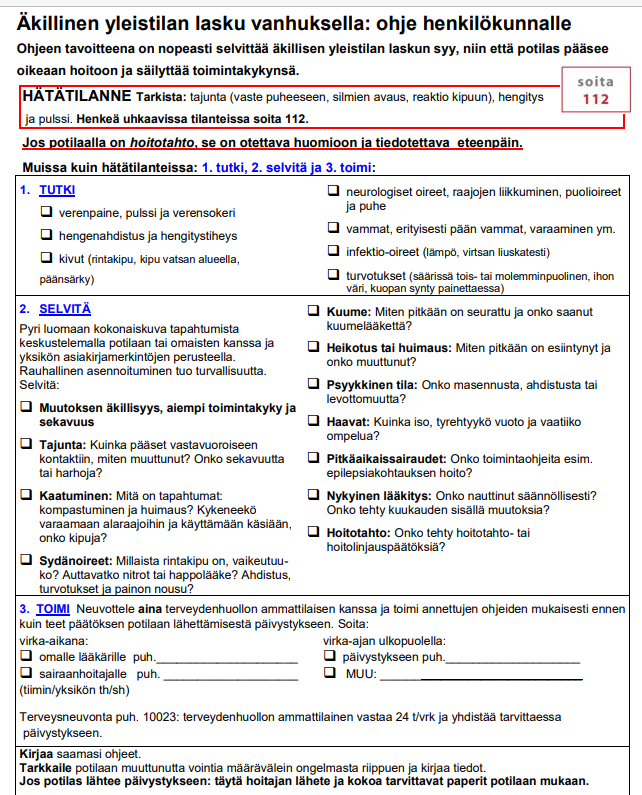 Äkillinen yleistilan lasku vanhuksella: ohje henkilökunnalle
Ohjeen tavoitteena on nopeasti selvittää äkillisen yleistilan laskun syy, niin että potilas pääsee
oikeaan hoitoon ja säilyttää toimintakykynsä.
HÄTÄTILANNE Tarkista: tajunta (vaste puheeseen, silmien avaus, reaktio kipuun), hengitys
ja pulssi. Henkeä uhkaavissa tilanteissa soita 112.
soita
112
Jos potilaalla on hoitotahto, se on otettava huomioon ja tiedotettava eteenpäin.
Muissa kuin hätätilanteissa: 1. tutki, 2. selvitä ja 3. toimi:
1. TUTKI
❑ verenpaine, pulssi ja verensokeri
❑ hengenahdistus ja hengitystiheys
❑ kivut (rintakipu, kipu vatsan alueella,
päänsärky)
❑ neurologiset oireet, raajojen liikkuminen, puolioireet
ja puhe
❑ vammat, erityisesti pään vammat, varaaminen ym.
❑ infektio-oireet (lämpö, virtsan liuskatesti)
❑ turvotukset (säärissä tois- tai molemminpuolinen, ihon
väri, kuopan synty painettaessa)
2. SELVITÄ
Pyri luomaan kokonaiskuva tapahtumista
keskustelemalla potilaan tai omaisten kanssa ja
yksikön asiakirjamerkintöjen perusteella.
Rauhallinen asennoituminen tuo turvallisuutta.
Selvitä:
❑ Muutoksen äkillisyys, aiempi toimintakyky ja
sekavuus
❑ Tajunta: Kuinka pääset vastavuoroiseen
kontaktiin, miten muuttunut? Onko sekavuutta
tai harhoja?
❑ Kaatuminen: Mitä on tapahtumat:
kompastuminen ja huimaus? Kykeneekö
varaamaan alaraajoihin ja käyttämään käsiään,
onko kipuja?
❑ Sydänoireet: Millaista rintakipu on, vaikeutuu-
ko? Auttavatko nitrot tai happolääke? Ahdistus,
turvotukset ja painon nousu?
❑ Kuume: Miten pitkään on seurattu ja onko saanut
kuumelääkettä?
❑ Heikotus tai huimaus: Miten pitkään on esiintynyt ja
onko muuttunut?
❑ Psyykkinen tila: Onko masennusta, ahdistusta tai
levottomuutta?
❑ Haavat: Kuinka iso, tyrehtyykö vuoto ja vaatiiko
ompelua?
❑ Pitkäaikaissairaudet: Onko toimintaohjeita esim.
epilepsiakohtauksen hoito?
❑ Nykyinen lääkitys: Onko nauttinut säännöllisesti?
Onko tehty kuukauden sisällä muutoksia?
❑ Hoitotahto: Onko tehty hoitotahto- tai
hoitolinjauspäätöksiä?
3. TOIMI Neuvottele aina terveydenhuollon ammattilaisen kanssa ja toimi annettujen ohjeiden mukaisesti ennen
kuin teet päätöksen potilaan lähettämisestä päivystykseen. Soita:
virka-aikana:
❑ omalle lääkärille puh.____________________
❑ sairaanhoitajalle puh. ___________________
(tiimin/yksikön th/sh)
virka-ajan ulkopuolella:
❑ päivystykseen puh.____________________
❑ MUU: _____________________________
Terveysneuvonta puh. 10023: terveydenhuollon ammattilainen vastaa 24 t/vrk ja yhdistää tarvittaessa
päivystykseen.
Kirjaa saamasi ohjeet.
Tarkkaile potilaan muuttunutta vointia määrävälein ongelmasta riippuen ja kirjaa tiedot.
Jos potilas lähtee päivystykseen: täytä hoitajan lähete ja kokoa tarvittavat paperit potilaan mukaan.